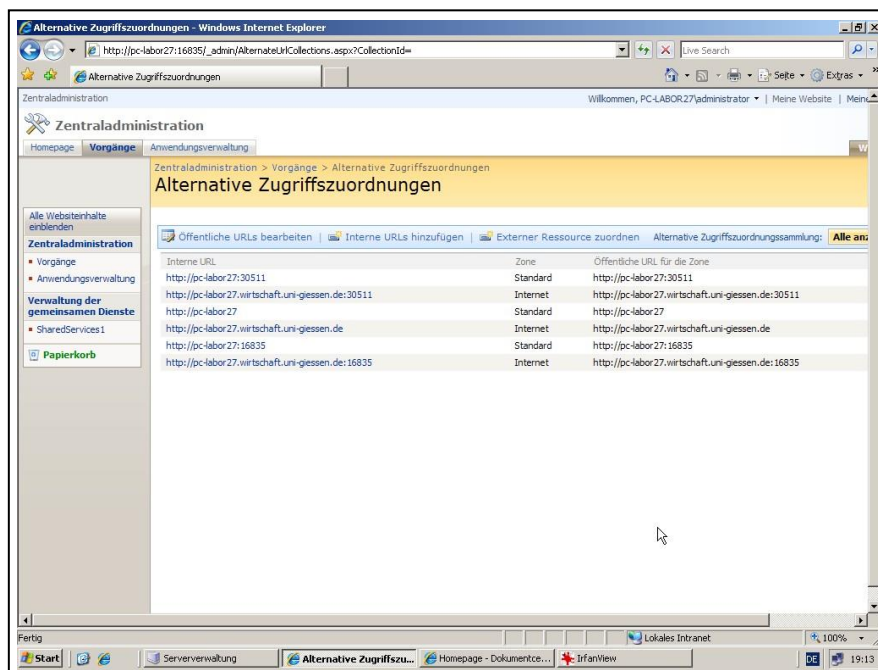 Alternative Zugriffszuordnungen - Windows Internet Explorer
http://pc-labor27:16835/_admin/AlternateUrlCollections.aspx?CollectionId=
Live Search
Alternative Zugriffszuordnungen
Seite
Extras
Zentraladministration
Willkommen, PC-LABOR27\administrator | Meine Website | Meine
Zentraladministration
Homepage Vorgänge Anwendungsverwaltung W
Zentraladministration > Vorgänge > Alternative Zugriffszuordnungen
Alternative Zugriffszuordnungen
Alle Websiteinhalte
einblenden
Zentraladministration
Vorgänge
Anwendungsverwaltung
Verwaltung der
gemeinsamen Dienste
SharedServices1
Papierkorb
Öffentliche URLs bearbeiten | Interne URLs hinzufügen | Externer Ressource zuordnen Alternative Zugriffszuordnungssammlung: Alle anz
Interne URL Zone Öffentliche URL für die Zone
http://pc-labor27:30511 Standard http://pc-labor27:30511
http://pc-labor27.wirtschaft.uni-giessen.de:30511 Internet http://pc-labor27.wirtschaft.uni-giessen.de:30511
http://pc-labor27 Standard http://pc-labor27
http://pc-labor27.wirtschaft.uni-giessen.de Internet http://pc-labor27.wirtschaft.uni-giessen.de
http://pc-labor27:16835 Standard http://pc-labor27:16835
http://pc-labor27.wirtschaft.uni-giessen.de:16835 Internet http://pc-labor27.wirtschaft.uni-giessen.de:16835
Fertig Lokales Intranet 100%
Start Serververwaltung Alternative Zugriffszu... Homepage - Dokumentce... IrfanView DE 19:13